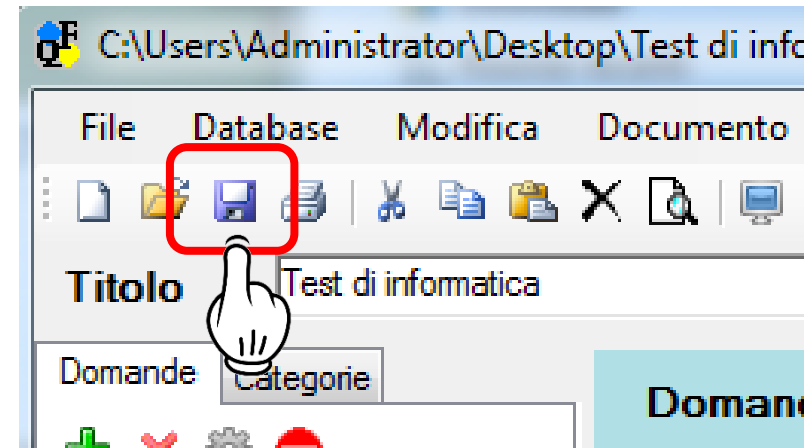 C:\Users\Administrator\Desktop\Test di info
File Database Modifica Documento
Titolo Test di informatica
Domande Categorie
Domand